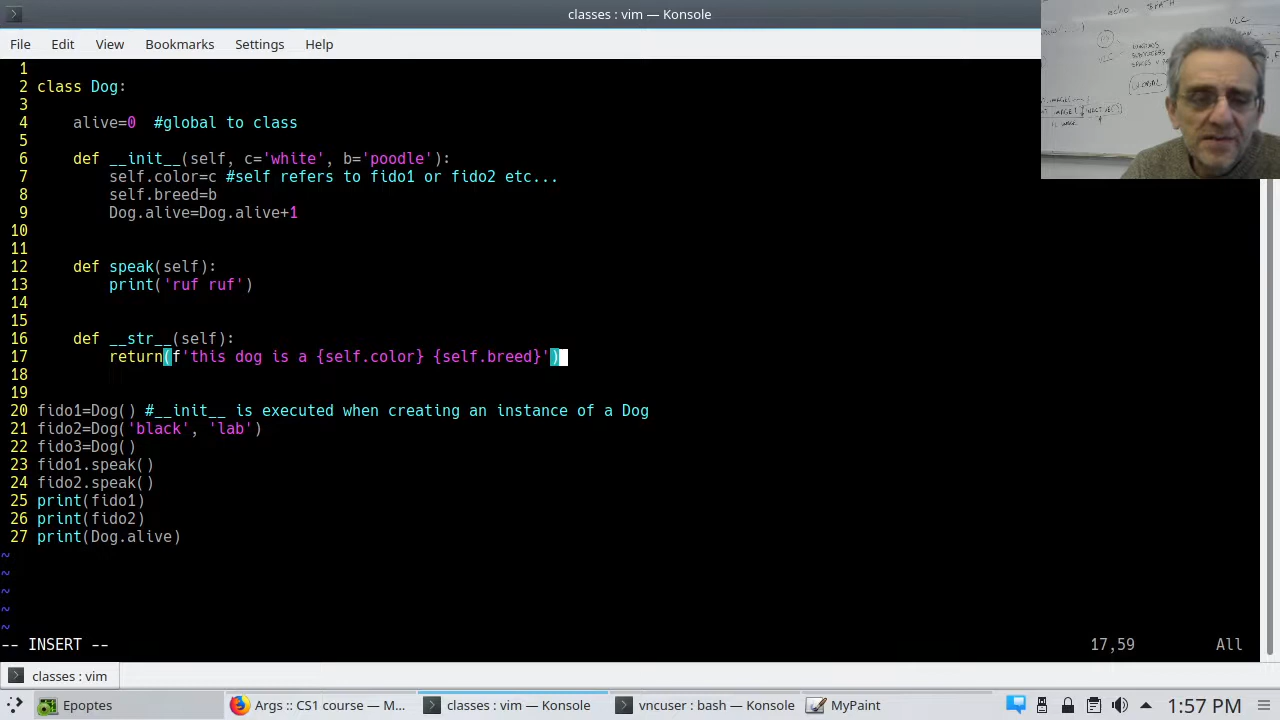 classes : vim — Konsole
File Edit View Bookmarks Settings Help
1
2 class Dog:
3
4 alive=0 #global to class
5
6 def __init__(self, c='white', b='poodle'):
7 self.color=c #self refers to fido1 or fido2 etc...
8 self.breed=b
9 Dog.alive=Dog.alive+1
10
11
12 def speak(self):
13 print('ruf ruf')
14
15
16 def __str__(self):
17 return(f'this dog is a {self.color} {self.breed}')
18
19
20 fido1=Dog() #__init__ is executed when creating an instance of a Dog
21 fido2=Dog('black', 'lab')
22 fido3=Dog()
23 fido1.speak()
24 fido2.speak()
25 print(fido1)
26 print(fido2)
27 print(Dog.alive)
~
~
~
~
~
-- INSERT -- 17,59 All
classes : vim
Epoptes Args :: CS1 course — M... classes : vim — Konsole vncuser : bash — Konsole MyPaint 1:57 PM